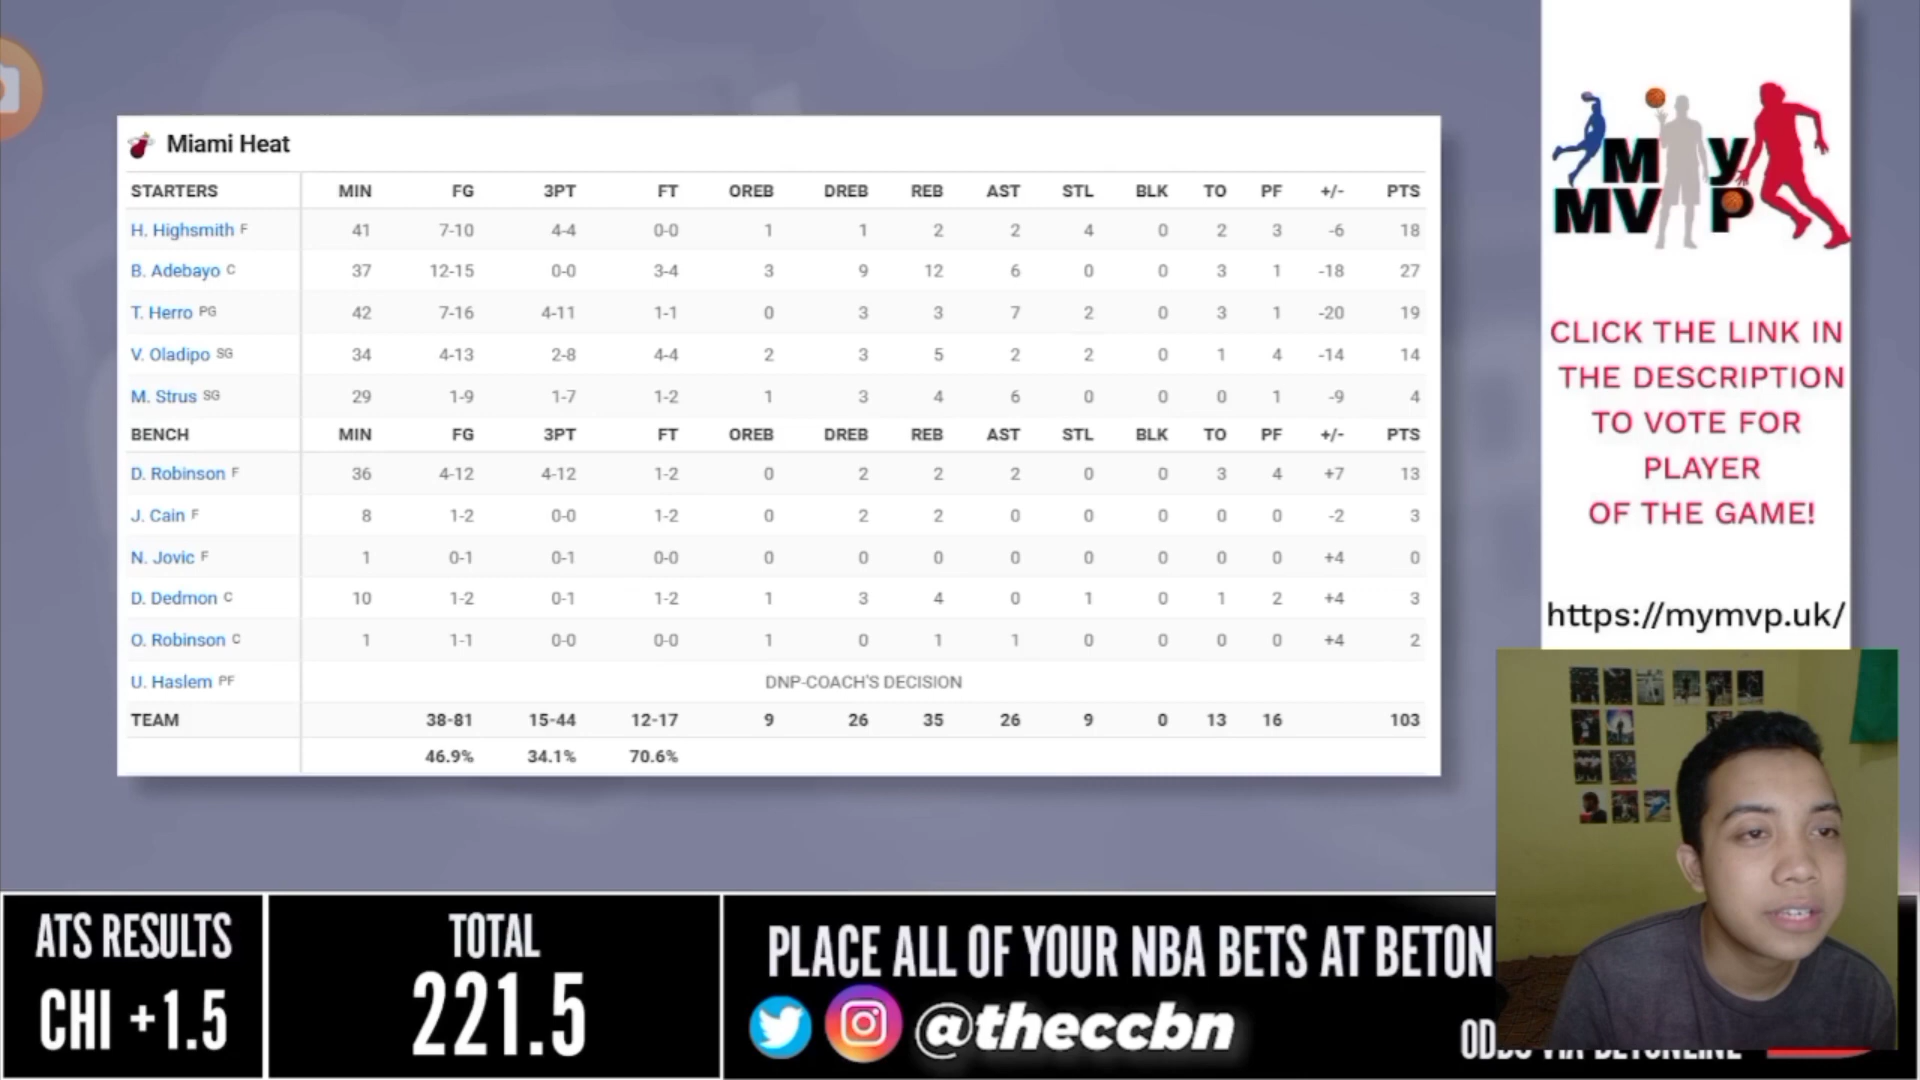 Miami Heat
STARTERS MIN FG 3PT FT OREB DREB REB AST STL BLK TO PF +/- PTS
H. Highsmith F 41 7-10 4-4 0-0 1 1 2 2 4 0 2 3 -6 18
B. Adebayo C 37 12-15 0-0 3-4 3 9 12 6 0 0 3 1 -18 27
T. Herro PG 42 7-16 4-11 1-1 0 3 3 7 2 0 3 1 -20 19
V. Oladipo SG 34 4-13 2-8 4-4 2 3 5 2 2 0 1 4 -14 14
M. Strus SG 29 1-9 1-7 1-2 1 3 4 6 0 0 0 1 -9 4
BENCH MIN FG 3PT FT OREB DREB REB AST STL BLK TO PF +/- PTS
D. Robinson F 36 4-12 4-12 1-2 0 2 2 2 0 0 3 4 +7 13
J. Cain F 8 1-2 0-0 1-2 0 2 2 0 0 0 0 0 -2 3
N. Jovic F 1 0-1 0-1 0-0 0 0 0 0 0 0 0 0 +4 0
D. Dedmon C 10 1-2 0-1 1-2 1 3 4 0 1 0 1 2 +4 3
O. Robinson C 1 1-1 0-0 0-0 1 0 1 1 0 0 0 0 +4 2
U. Haslem PF DNP-COACH'S DECISION
TEAM 38-81 15-44 12-17 9 26 35 26 9 0 13 16 103
46.9% 34.1% 70.6%
My
MVP
CLICK THE LINK IN
THE DESCRIPTION
TO VOTE FOR
PLAYER
OF THE GAME!
https://mymvp.uk/
ATS RESULTS
CHI +1.5
TOTAL
221.5
PLACE ALL OF YOUR NBA BETS AT BETON
@theccbn